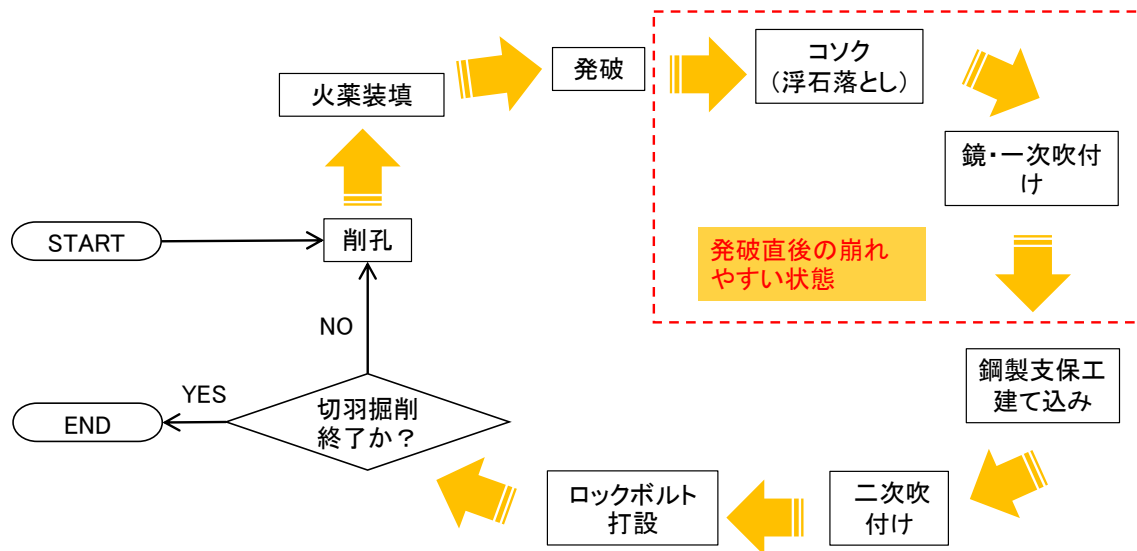 発破
コソク
（浮石落とし）
火薬装填
鏡・一次吹付
け
START
削孔
発破直後の崩れ
やすい状態
NO
鋼製支保工
建て込み
YES
END
切羽掘削
終了か？
ロックボルト
打設
二次吹
付け